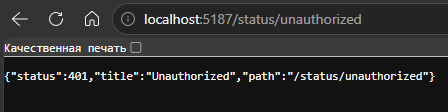 localhost:5187/status/unauthorized
Качественная печать
{"status":401,"title":"Unauthorized","path":"/status/unauthorized"}